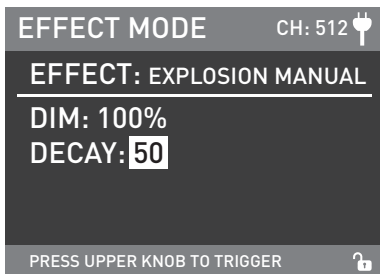 EFFECT MODE CH: 512
EFFECT: EXPLOSION MANUAL
DIM: 100%
DECAY: 50
PRESS UPPER KNOB TO TRIGGER